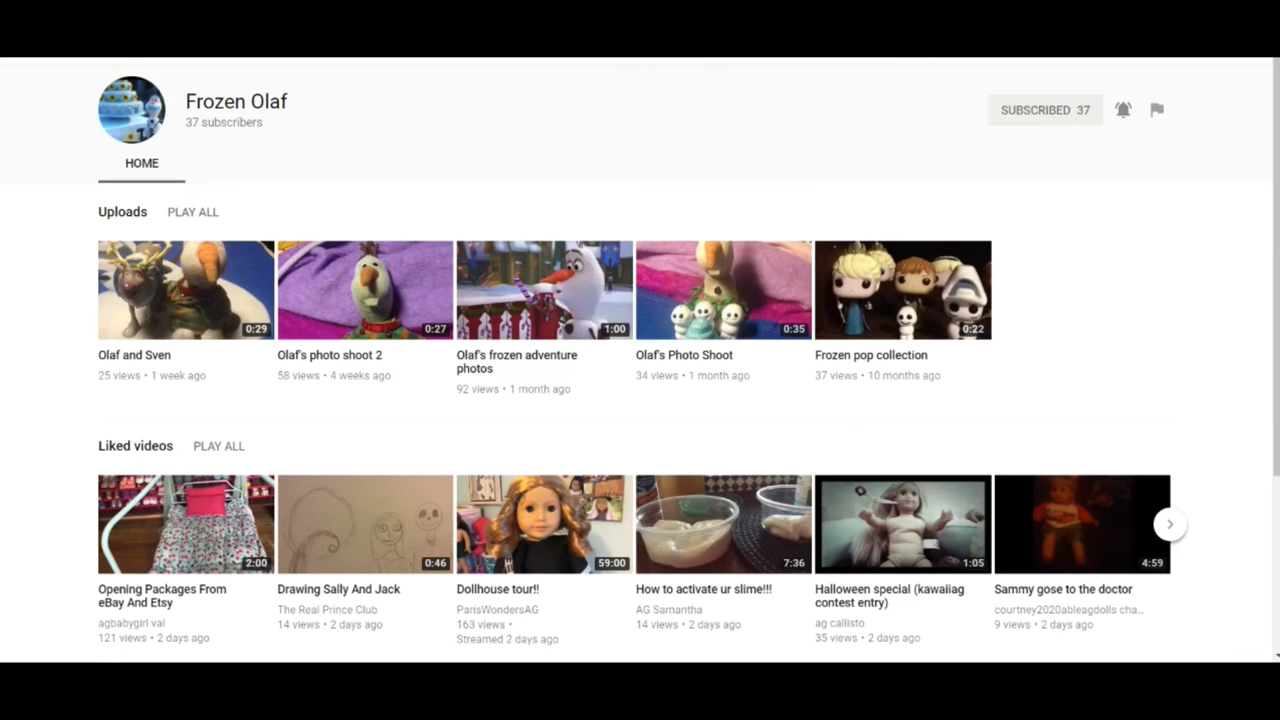 Frozen Olaf
37 subscribers
SUBSCRIBED 37
HOME
Uploads PLAY ALL
0:29
0:27
1:00
0:35
0:22
Olaf and Sven
25 views • 1 week ago
Olaf's photo shoot 2
58 views • 4 weeks ago
Olaf's frozen adventure
photos
92 views • 1 month ago
Olaf's Photo Shoot
34 views • 1 month ago
Frozen pop collection
37 views • 10 months ago
Liked videos PLAY ALL
2:00
0:46
59:00
7:36
1:05
4:59
Opening Packages From
eBay And Etsy
agbabygirl val
121 views • 2 days ago
Drawing Sally And Jack
The Real Prince Club
14 views • 2 days ago
Dollhouse tour!!
ParisWondersAG
163 views •
Streamed 2 days ago
How to activate ur slime!!!
AG Samantha
14 views • 2 days ago
Halloween special (kawaiiag
contest entry)
ag callisto
35 views • 2 days ago
Sammy gose to the doctor
courtney2020ableagdolls cha...
9 views • 2 days ago